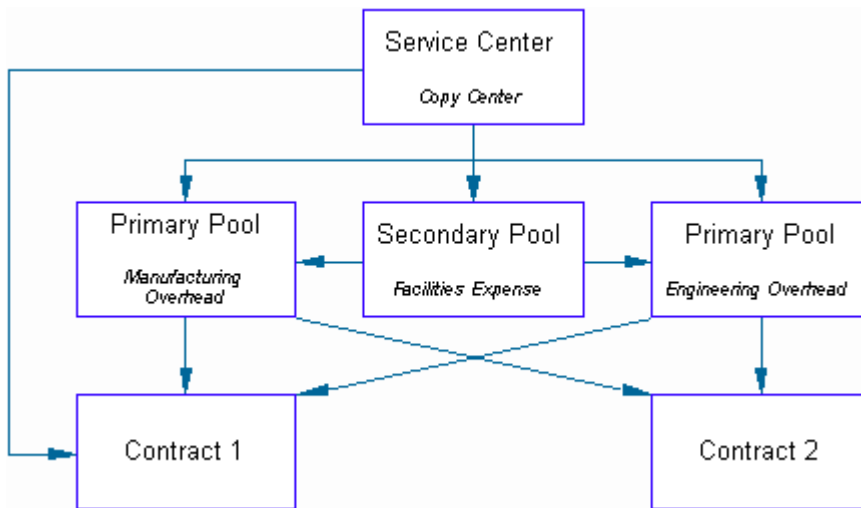 Service Center
Copy Center
Primary Pool
Manufacturing
Overhead
Secondary Pool
Facilities Expense
Primary Pool
Engineering Overhead
Contract 1
Contract 2